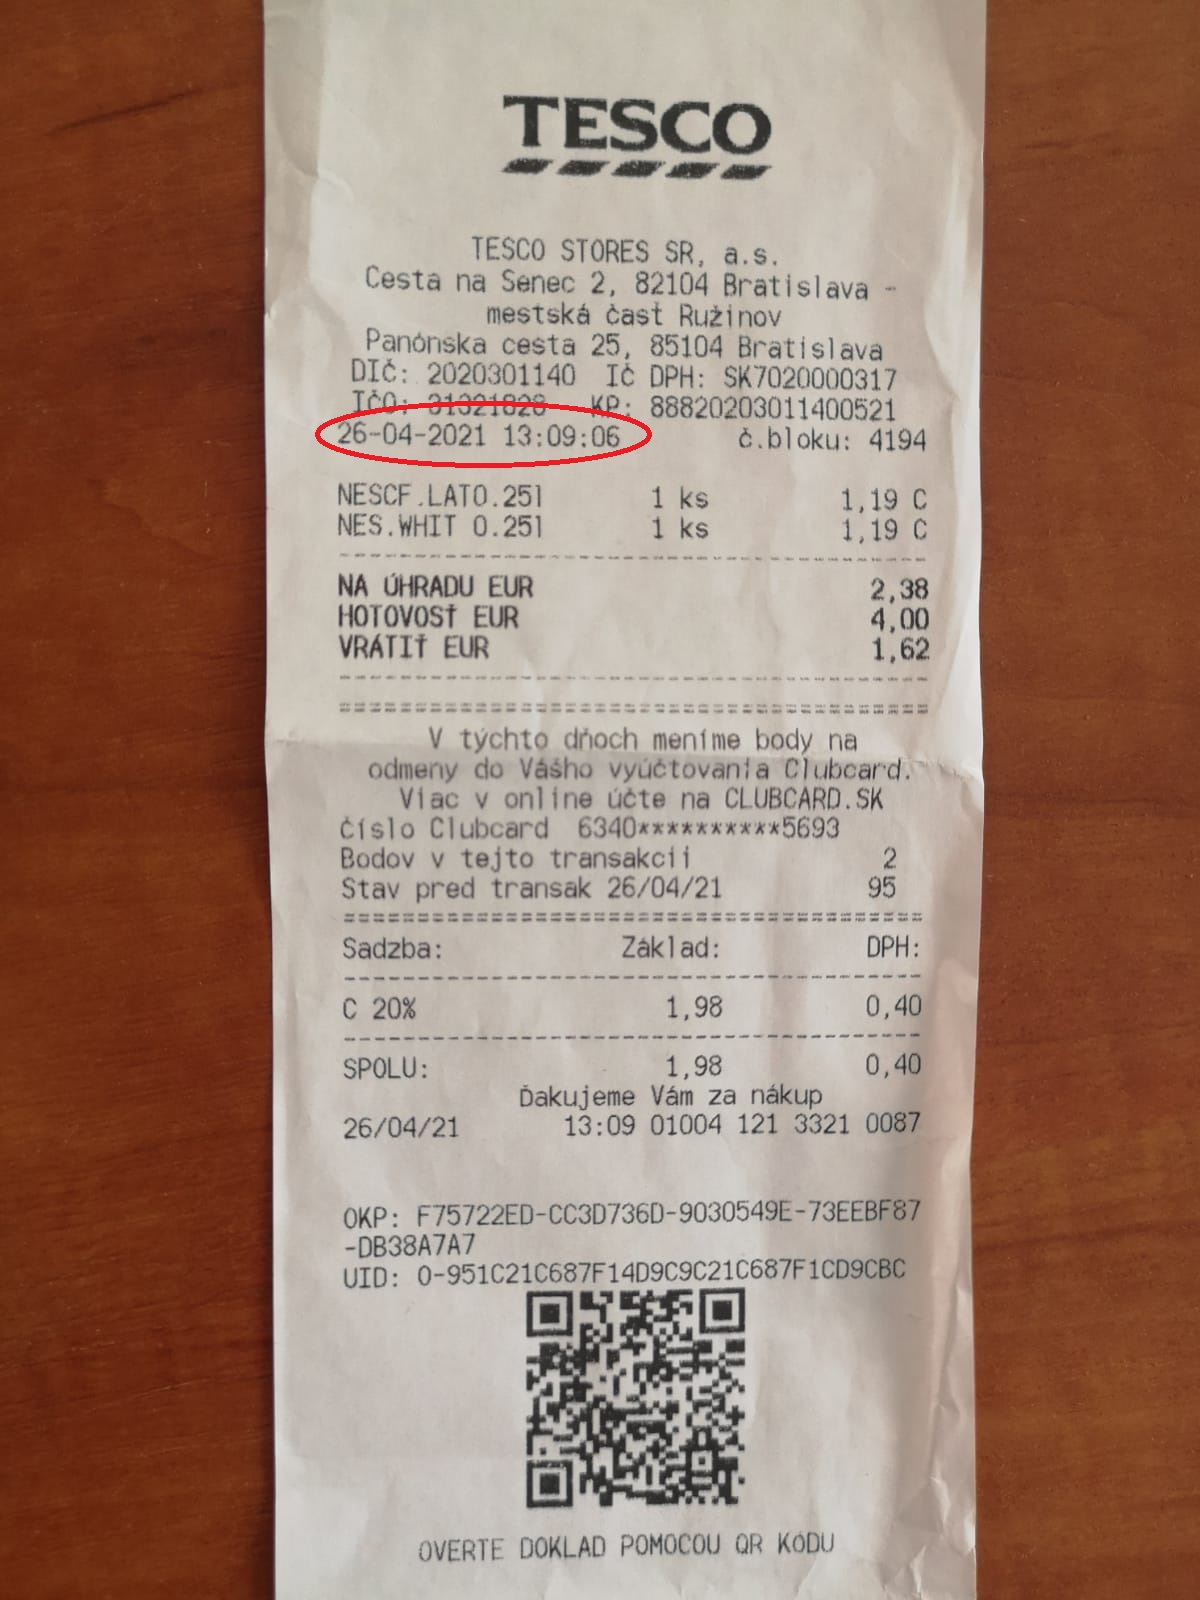 TESCO
TESCO STORES SR, a.s.
Cesta na Senec 2, 82104 Bratislava -
mestská časť Ružinov
Panónska cesta 25, 85104 Bratislava
DIČ: 2020301140 IČ DPH: SK7020000317
IČO: 31321828 KP: 88820203011400521
26-04-2021 13:09:06 č.bloku: 4194
NESCF.LATO.25l 1 ks 1,19 C
NES.WHIT 0.25l 1 ks 1,19 C
NA ÚHRADU EUR 2,38
HOTOVOSŤ EUR 4,00
VRÁTIŤ EUR 1,62
V týchto dňoch meníme body na
odmeny do Vášho vyúčtovania Clubcard.
Viac v online účte na CLUBCARD.SK
Číslo Clubcard 6340**********5693
Bodov v tejto transakcii 2
Stav pred transak 26/04/21 95
Sadzba: Základ: DPH:
C 20% 1,98 0,40
SPOLU: 1,98 0,40
Ďakujeme Vám za nákup
26/04/21 13:09 01004 121 3321 0087
OKP: F75722ED-CC3D736D-9030549E-73EEBF87
-DB38A7A7
UID: O-951C21C687F14D9C9C21C687F1CD9CBC
OVERTE DOKLAD POMOCOU QR KÓDU